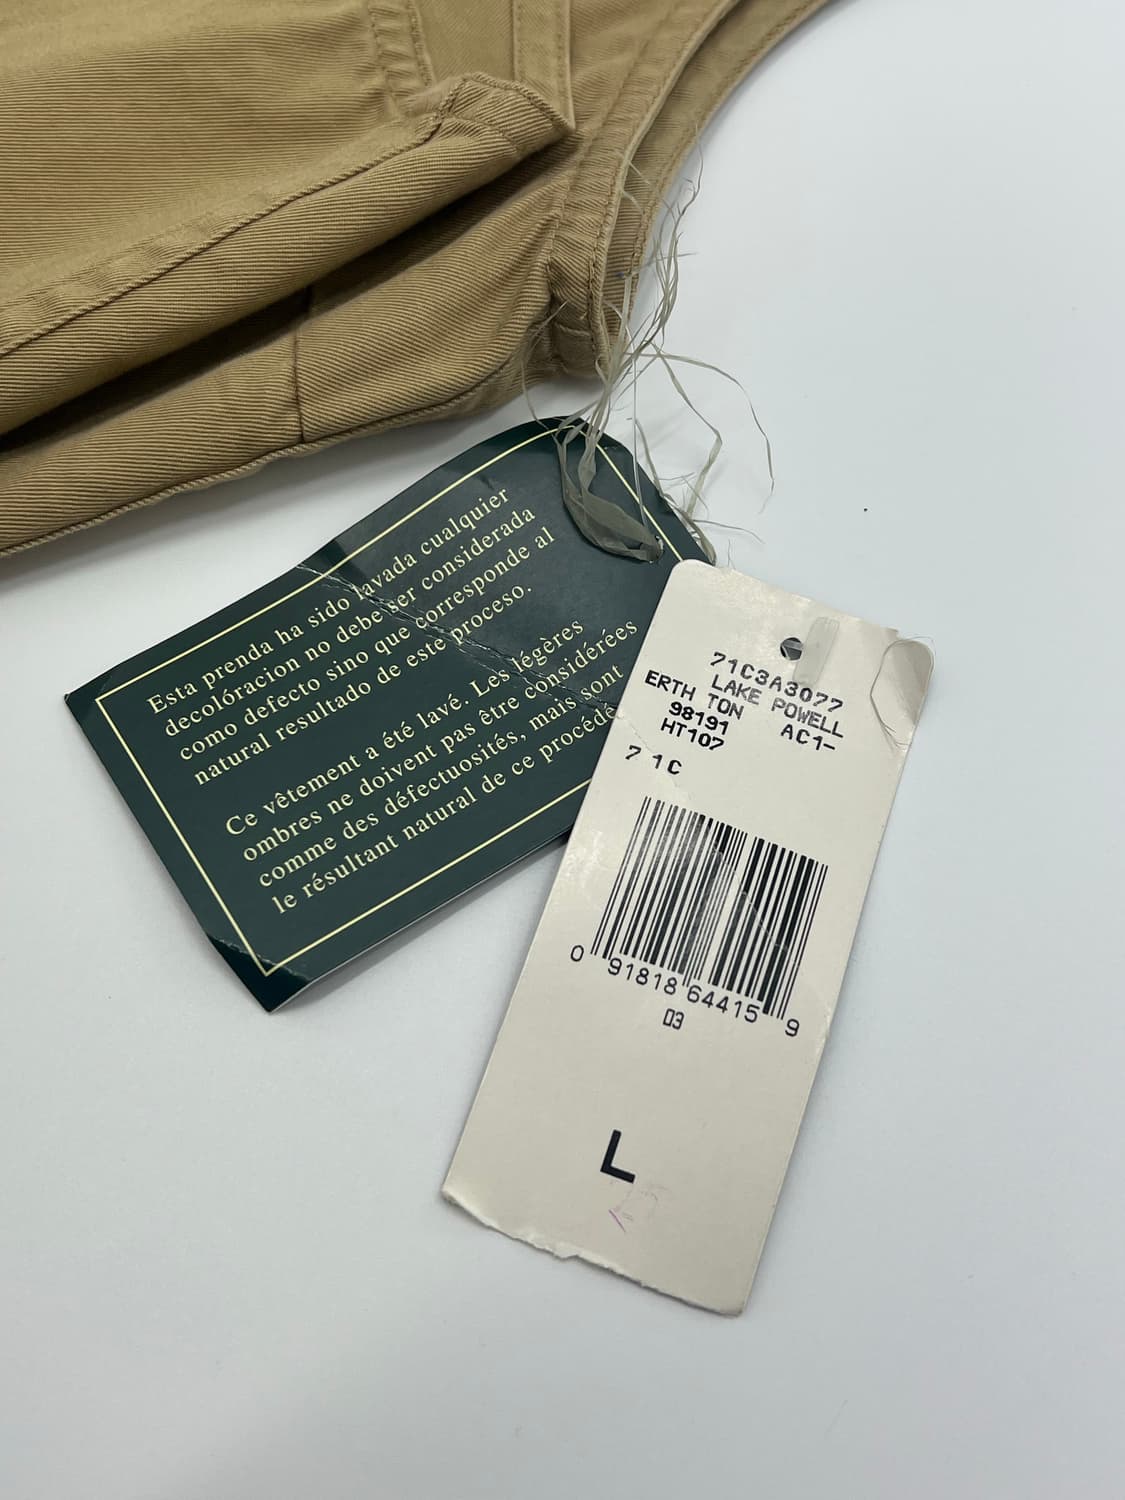 Esta prenda ha sido lavada cualquier
decolóracion no debe ser considerada
como defecto sino que corresponde al
natural resultado de este proceso.
Ce vêtement a été lavé. Les légères
ombres ne doivent pas être considérées
comme des défectuosités, mais sont
le résultant natural de ce procédé
71C3A3077
LAKE POWELL
ERTH TON AC1-
98191
HT107
71C
0 91818 64415 9
03
L